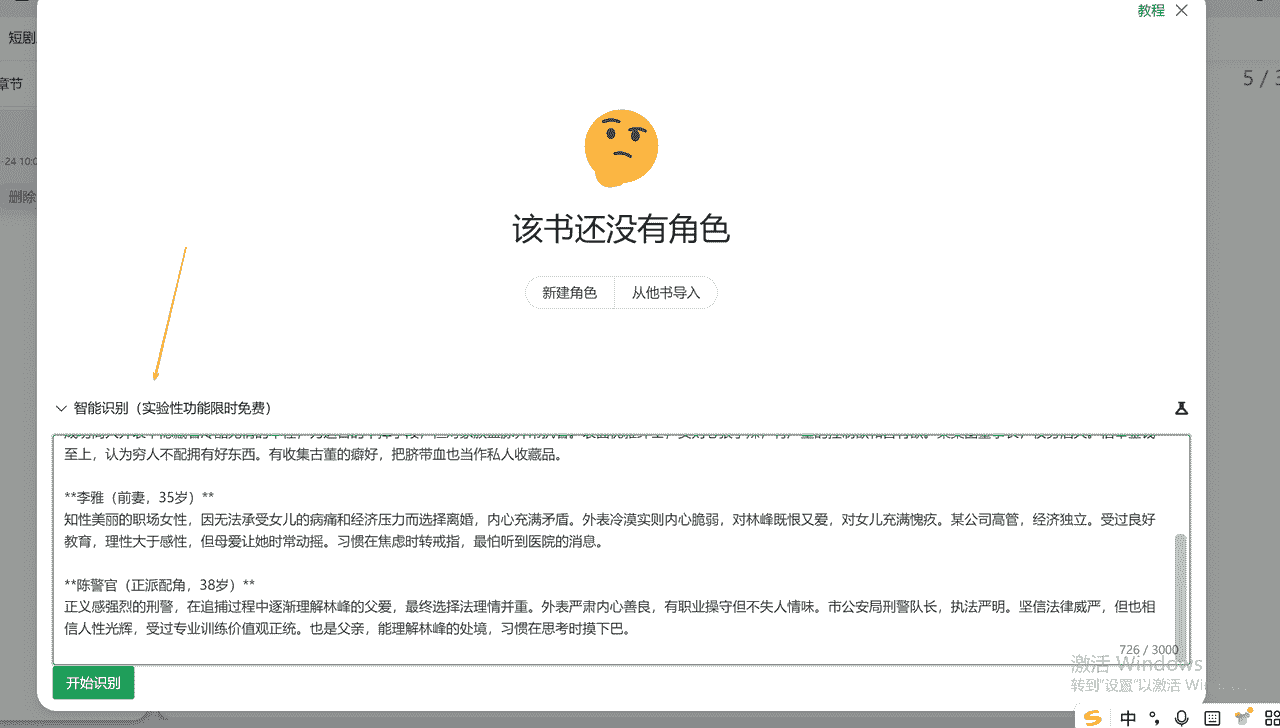 教程
短剧
章节
5 / 3
-24 10:0
删除
该书还没有角色
新建角色
从他书导入
智能识别（实验性功能限时免费）
至上，认为穷人不配拥有好东西。有收集古董的癖好，把脐带血也当作私人收藏品。
**李雅（前妻，35岁）**
知性美丽的职场女性，因无法承受女儿的病痛和经济压力而选择离婚，内心充满矛盾。外表冷漠实则内心脆弱，对林峰既恨又爱，对女儿充满愧疚。某公司高管，经济独立。受过良好
教育，理性大于感性，但母爱让她时常动摇。习惯在焦虑时转戒指，最怕听到医院的消息。
**陈警官（正派配角，38岁）**
正义感强烈的刑警，在追捕过程中逐渐理解林峰的父爱，最终选择法理情并重。外表严肃内心善良，有职业操守但不失人情味。市公安局刑警队长，执法严明。坚信法律威严，但也相
信人性光辉，受过专业训练价值观正统。也是父亲，能理解林峰的处境，习惯在思考时摸下巴。
726 / 3000
开始识别
激活 Windows
转到"设置"以激活 Wi
中